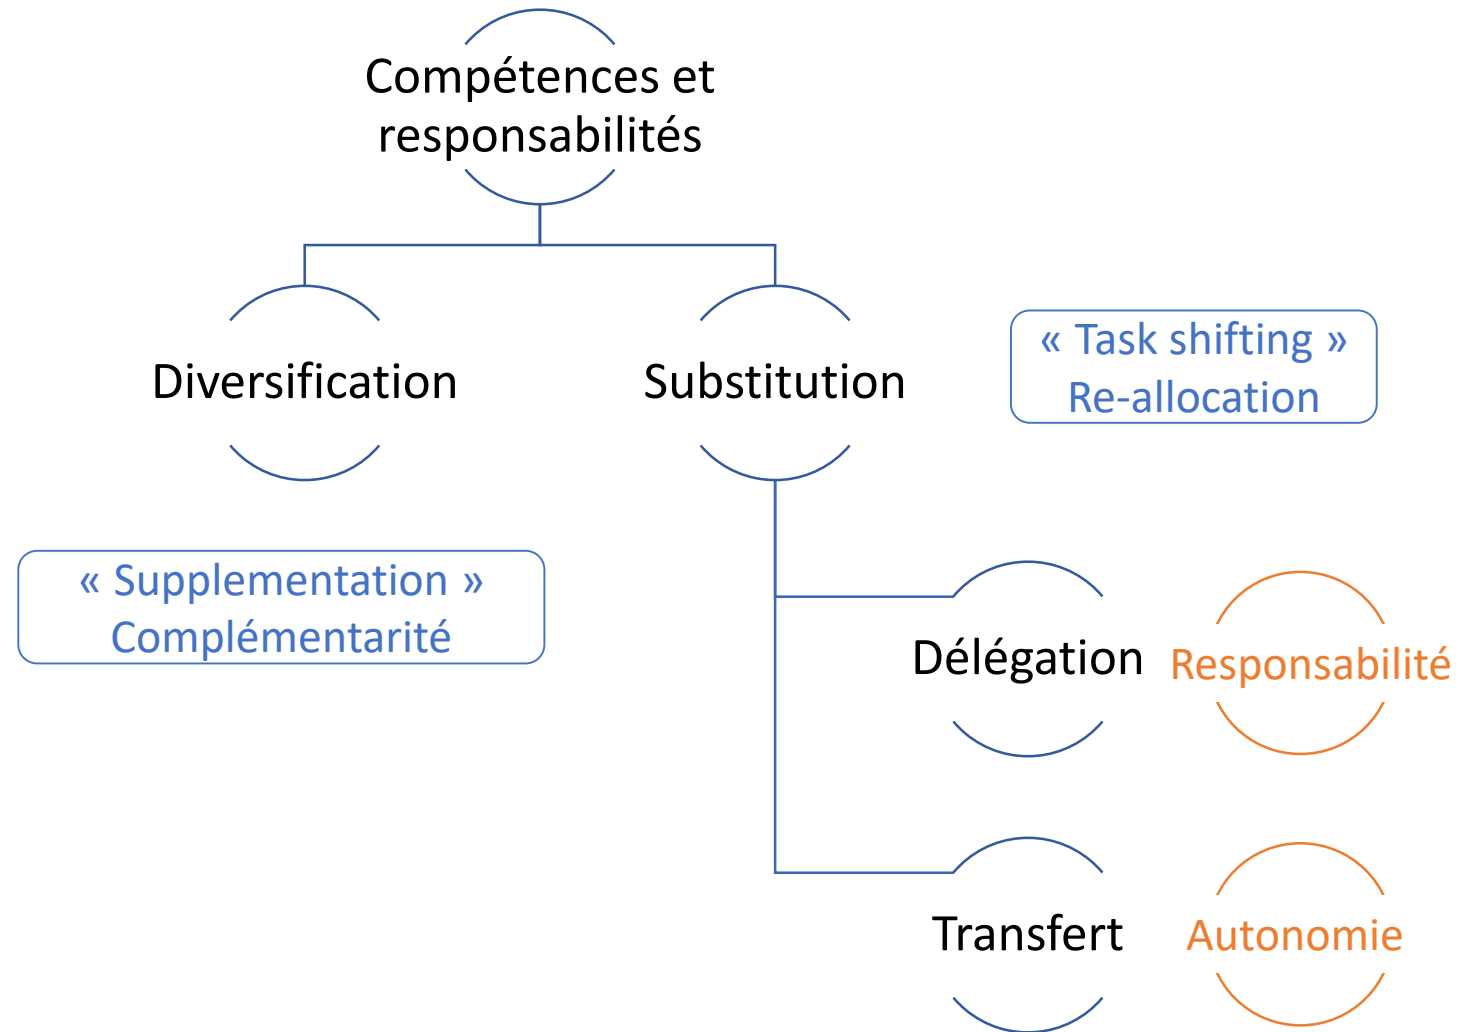 Compétences et
responsabilités
Diversification
Substitution
« Task shifting »
Re-allocation
« Supplementation »
Complémentarité
Délégation
Responsabilité
Transfert
Autonomie